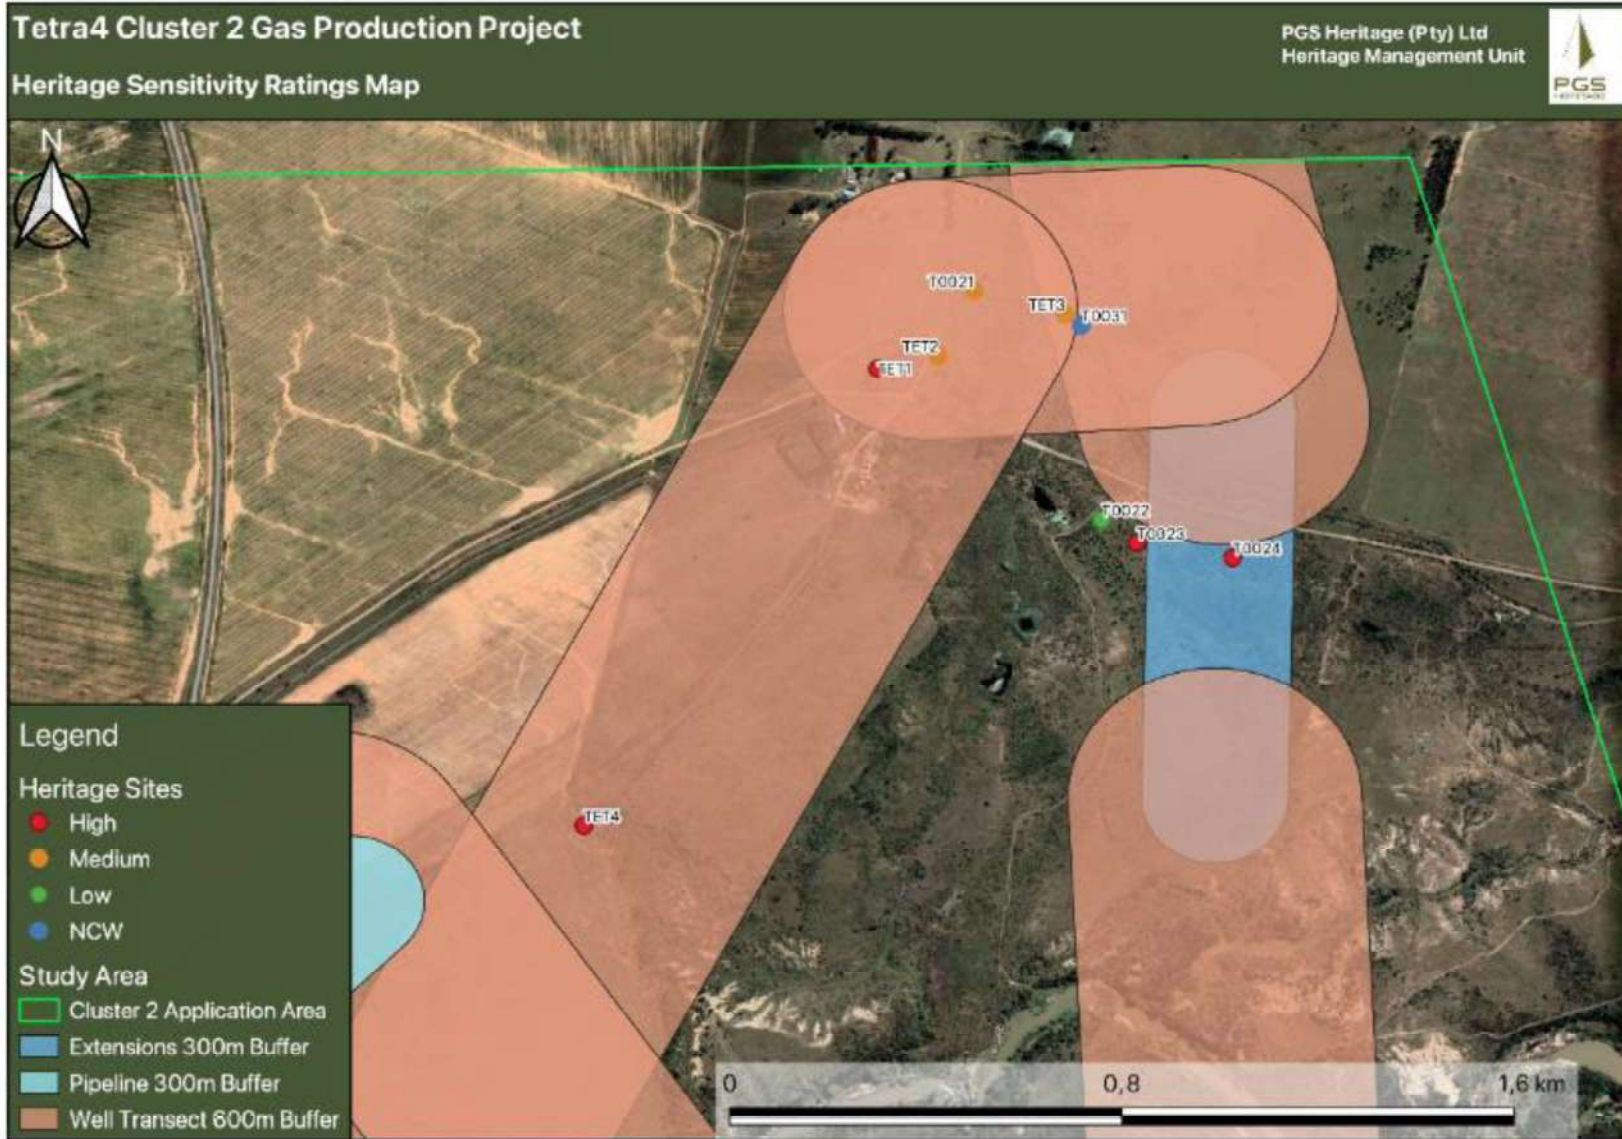 Tetra4 Cluster 2 Gas Production Project
Heritage Sensitivity Ratings Map
PGS Heritage (Pty) Ltd
Heritage Management Unit
PGS
HERITAGE
N
T0021
TET3
T0031
TET2
TET1
T0022
T0023
T0024
TET4
Legend
Heritage Sites
High
Medium
Low
NCW
Study Area
Cluster 2 Application Area
Extensions 300m Buffer
Pipeline 300m Buffer
Well Transect 600m Buffer
0
0,8
1,6 km